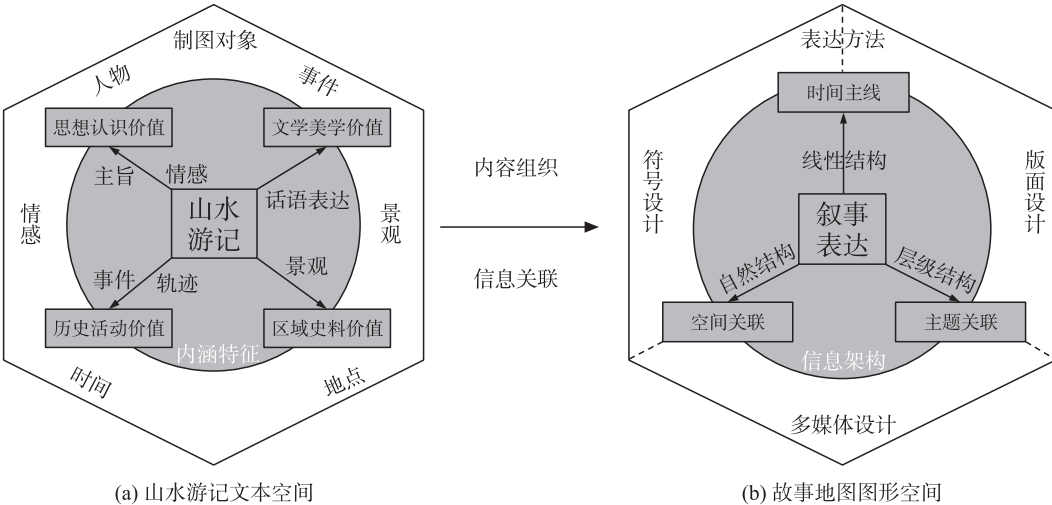 制图对象
人物
事件
思想认识价值
文学美学价值
主旨
情感
话语表达
山水
游记
情感
景观
事件
轨迹
景观
历史活动价值
区域史料价值
内涵特征
时间
地点
(a) 山水游记文本空间
内容组织
信息关联
表达方法
时间主线
线性结构
符号设计
版面设计
叙事
表达
自然结构
层级结构
空间关联
主题关联
信息架构
多媒体设计
(b) 故事地图图形空间